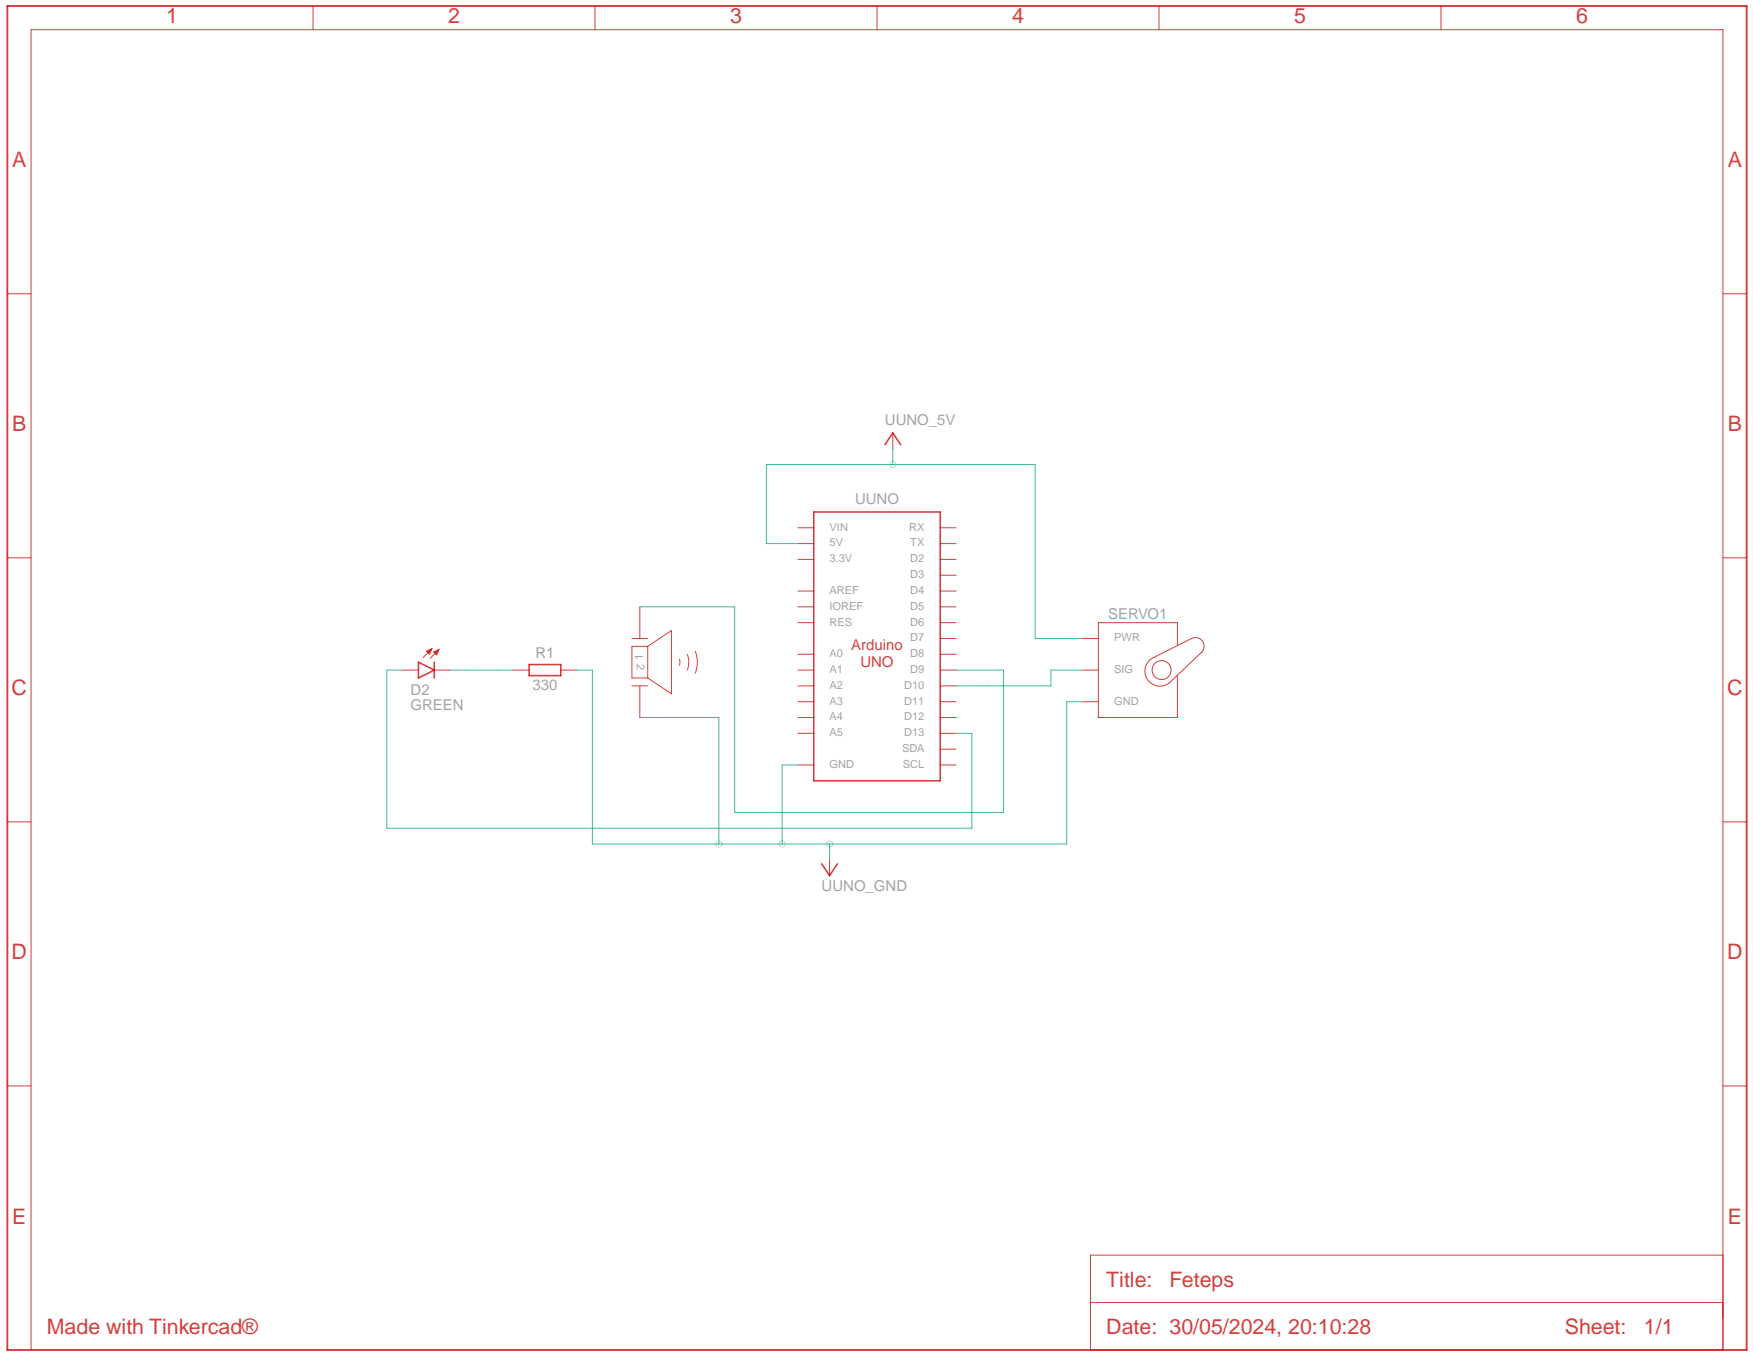 1 2 3 4 5 6
A A
B B
UUNO_5V
UUNO
VIN RX
5V TX
3.3V D2
D3
AREF D4
IOREF D5
RES D6
D7
Arduino
UNO
A0 D8
A1 D9
A2 D10
A3 D11
A4 D12
A5 D13
SDA
GND SCL
SERVO1
PWR
SIG
GND
R1
330
D2
GREEN
1 2
C C
UUNO_GND
D D
E E
Title: Feteps
Made with Tinkercad®
Date: 30/05/2024, 20:10:28 Sheet: 1/1